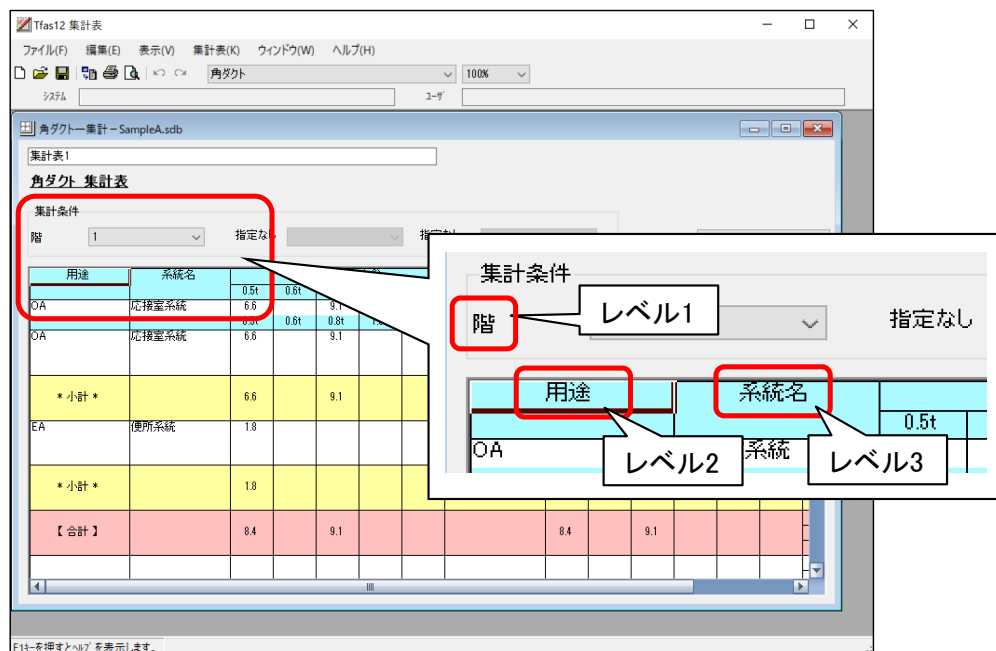 Tfas12 集計表
ファイル(F) 編集(E) 表示(V) 集計表(K) ウィンドウ(W) ヘルプ(H)
角ダクト 100%
システム ユーザ
角ダクト一集計 - SampleA.sdb
集計表1
角ダクト 集計表
集計条件
階 1 指定なし
用途 系統名
0.5t 0.6t
OA 応接室系統 6.6 9.1
0.6t 0.8t
OA 応接室系統 6.6 9.1
* 小計 * 6.6 9.1
EA 便所系統 1.8
* 小計 * 1.8
【 合計 】 8.4 9.1 8.4 9.1
F1キーを押すとヘルプを表示します。
集計条件
階 レベル1 指定なし
用途 系統名
0.5t
OA レベル2 系統 レベル3